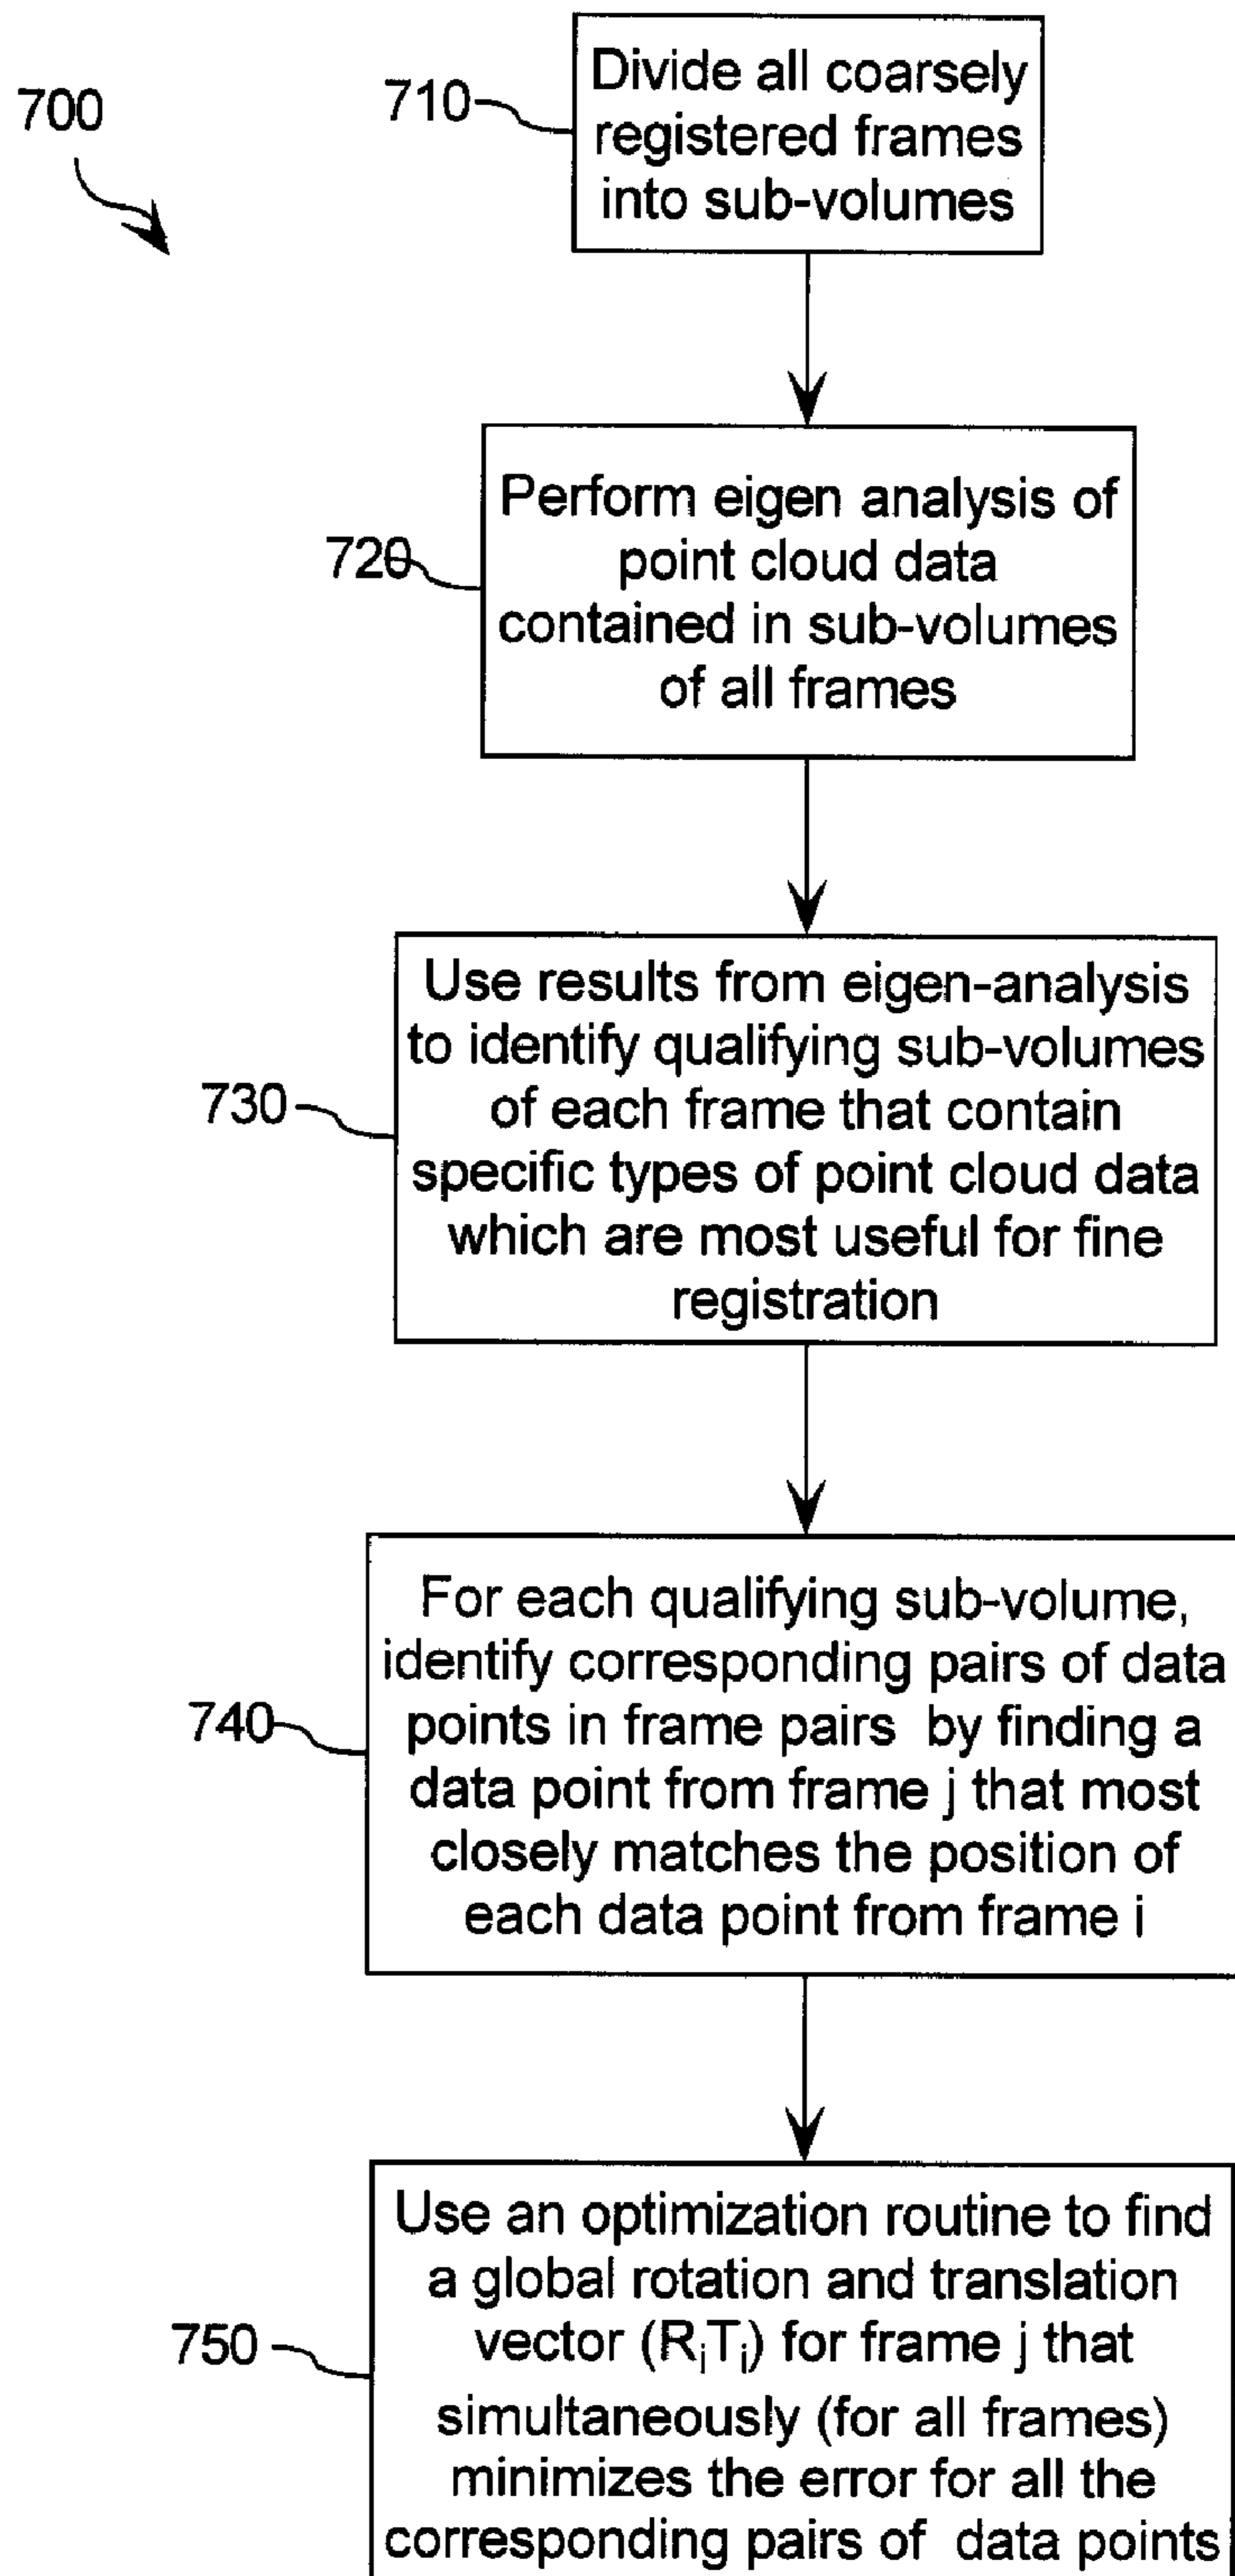 700
710
Divide all coarsely
registered frames
into sub-volumes
720
Perform eigen analysis of
point cloud data
contained in sub-volumes
of all frames
730
Use results from eigen-analysis
to identify qualifying sub-volumes
of each frame that contain
specific types of point cloud data
which are most useful for fine
registration
740
For each qualifying sub-volume,
identify corresponding pairs of data
points in frame pairs by finding a
data point from frame j that most
closely matches the position of
each data point from frame i
750
Use an optimization routine to find
a global rotation and translation
vector (RⱼTⱼ) for frame j that
simultaneously (for all frames)
minimizes the error for all the
corresponding pairs of data points